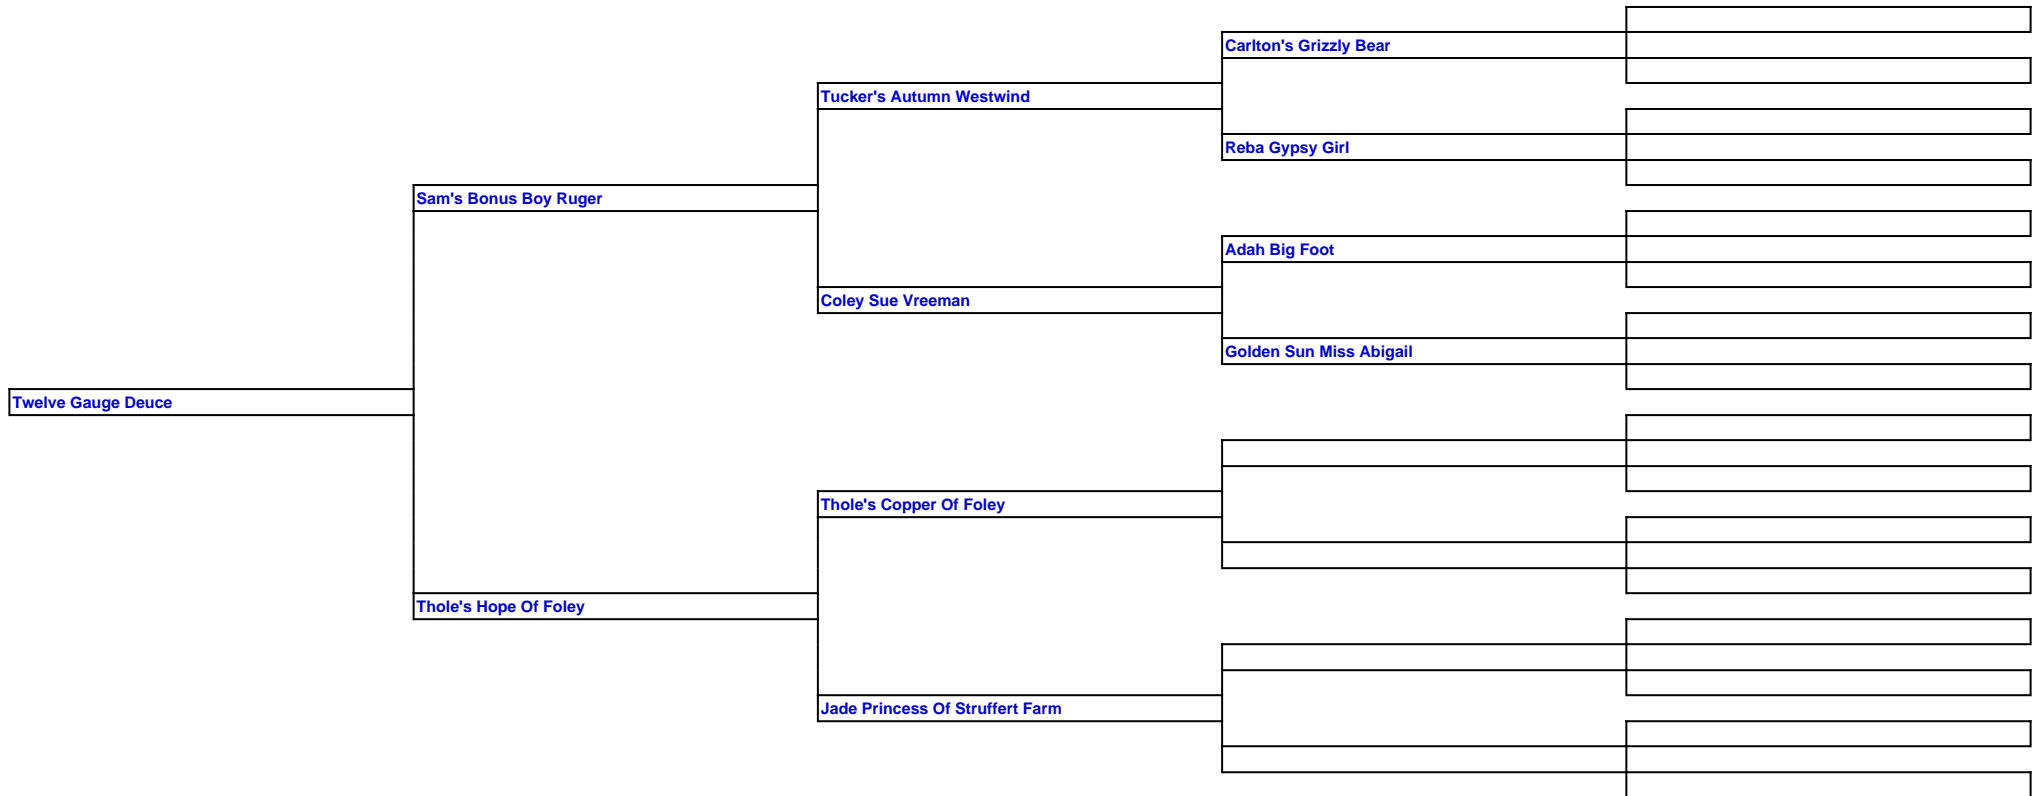 Carlton's Grizzly Bear
Tucker's Autumn Westwind
Reba Gypsy Girl
Sam's Bonus Boy Ruger
Adah Big Foot
Coley Sue Vreeman
Golden Sun Miss Abigail
Twelve Gauge Deuce
Thole's Copper Of Foley
Thole's Hope Of Foley
Jade Princess Of Struffert Farm